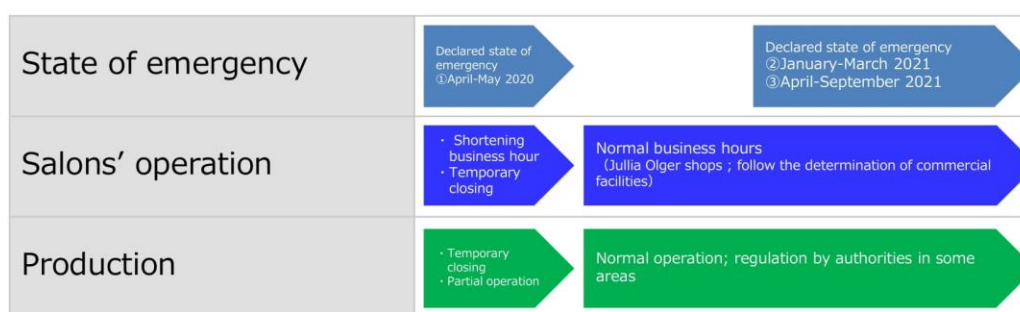 State of emergency
Declared state of
emergency
①April-May 2020
Declared state of emergency
②January-March 2021
③April-September 2021
Salons’ operation
・ Shortening
business hour
・Temporary
closing
Normal business hours
（Jullia Olger shops ; follow the determination of commercial
facilities）
Production
・Temporary
closing
・Partial operation
Normal operation; regulation by authorities in some
areas